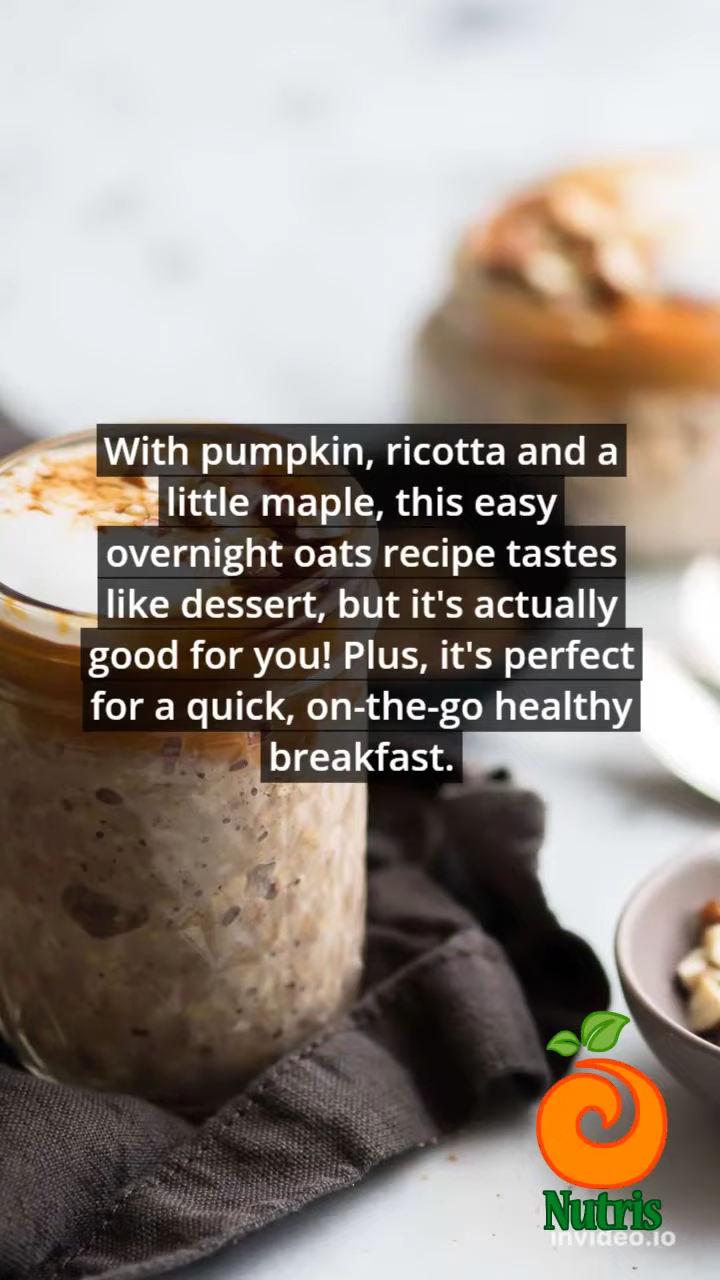 With pumpkin, ricotta and a
little maple, this easy
overnight oats recipe tastes
like dessert, but it's actually
good for you! Plus, it's perfect
for a quick, on-the-go healthy
breakfast.
Nutris
invideo.io